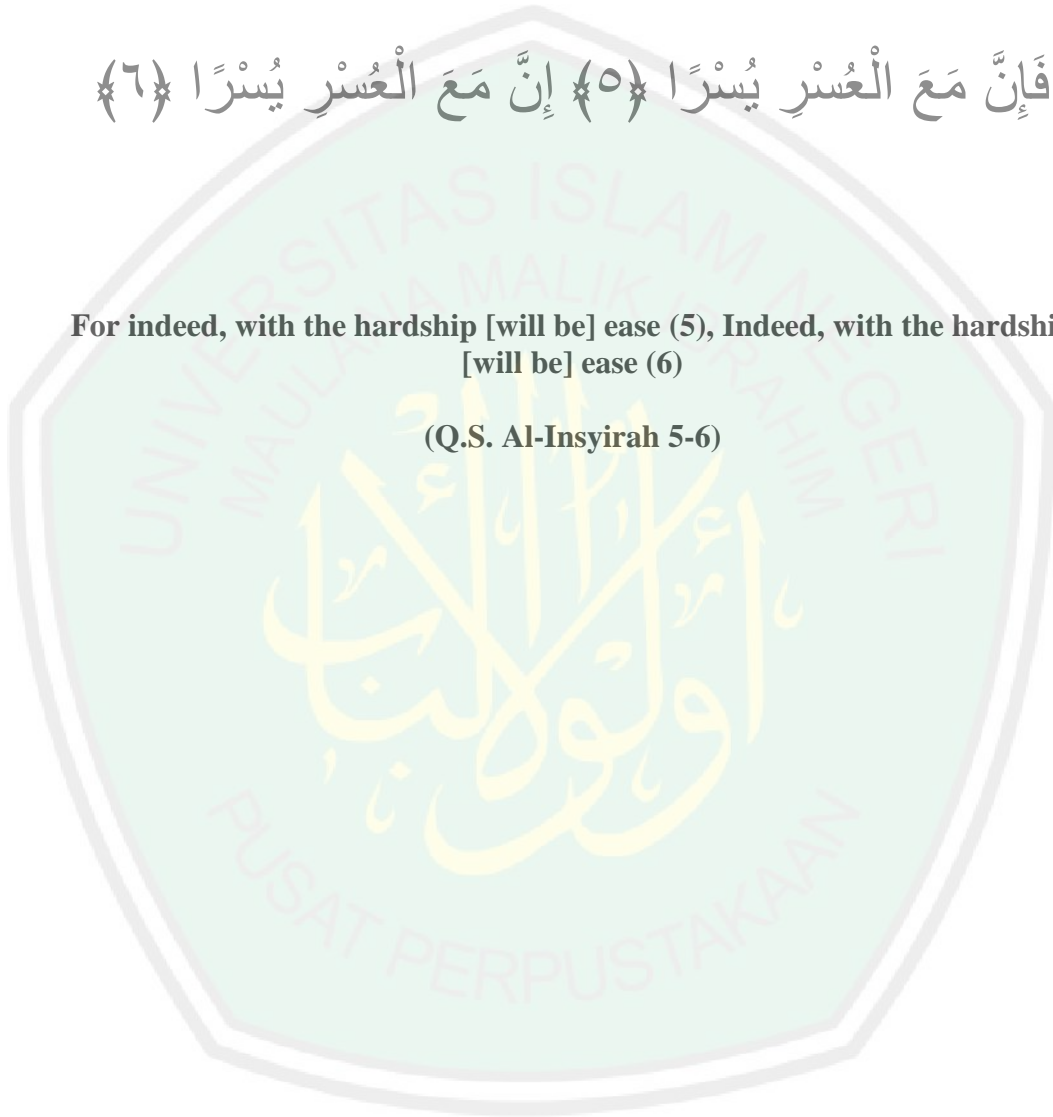 فَإِنَّ مَعَ الْعُسْرِ يُسْرًا ﴿٥﴾ إِنَّ مَعَ الْعُسْرِ يُسْرًا ﴿٦﴾
For indeed, with the hardship [will be] ease (5), Indeed, with the hardshi
[will be] ease (6)
(Q.S. Al-Insyirah 5-6)
UNIVERSITAS ISLAM NEGERI
MAULANA MALIK IBRAHIM
أولو الألباب
PUSAT PERPUSTAKAAN